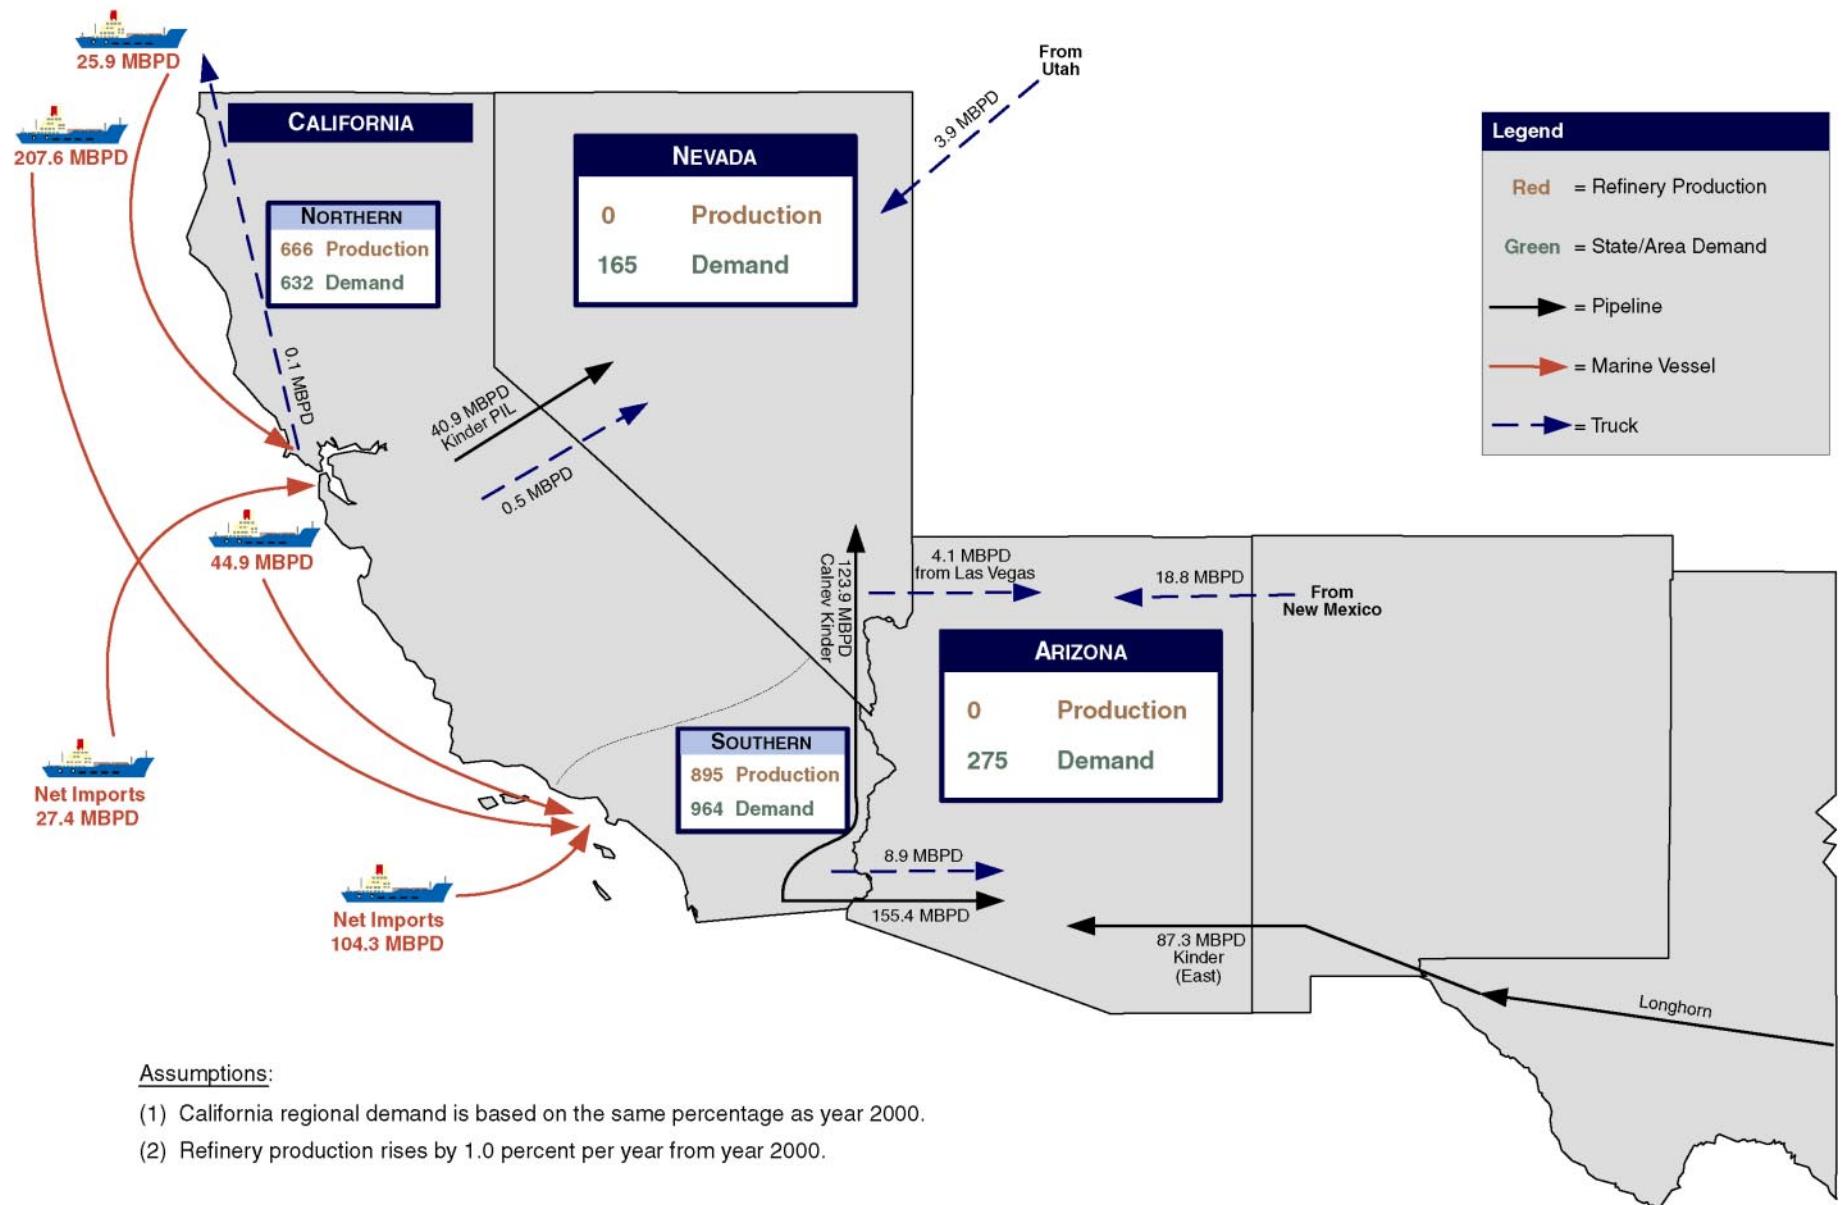 25.9 MBPD
207.6 MBPD
CALIFORNIA
NORTHERN
666 Production
632 Demand
NEVADA
0 Production
165 Demand
From
Utah
3.9 MBPD
Legend
Red = Refinery Production
Green = State/Area Demand
= Pipeline
= Marine Vessel
= Truck
0.1 MBPD
40.9 MBPD
Kinder PIL
0.5 MBPD
44.9 MBPD
123.9 MBPD
Calnev Kinder
4.1 MBPD
from Las Vegas
18.8 MBPD
From
New Mexico
ARIZONA
0 Production
275 Demand
SOUTHERN
895 Production
964 Demand
Net Imports
27.4 MBPD
Net Imports
104.3 MBPD
8.9 MBPD
155.4 MBPD
87.3 MBPD
Kinder
(East)
Longhorn
Assumptions:
(1) California regional demand is based on the same percentage as year 2000.
(2) Refinery production rises by 1.0 percent per year from year 2000.